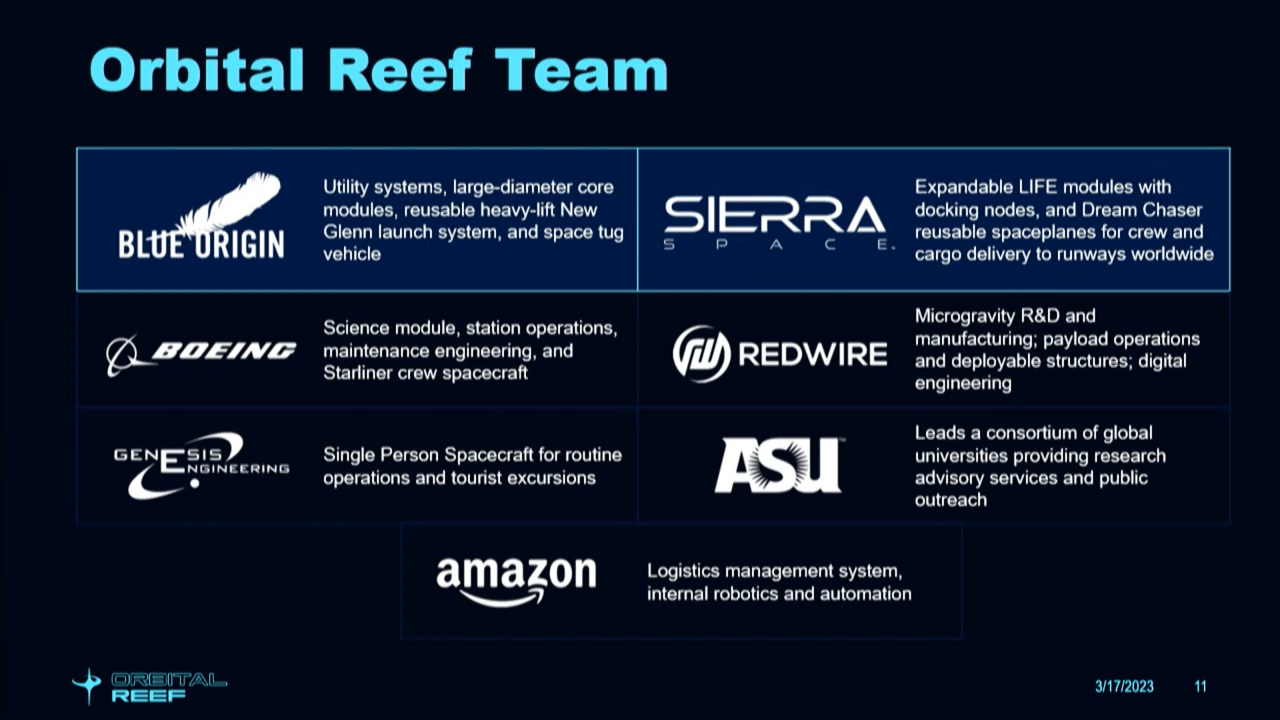 Orbital Reef Team
BLUE ORIGIN
Utility systems, large-diameter core
modules, reusable heavy-lift New
Glenn launch system, and space tug
vehicle
SIERRA
SPACE
Expandable LIFE modules with
docking nodes, and Dream Chaser
reusable spaceplanes for crew and
cargo delivery to runways worldwide
BOEING
Science module, station operations,
maintenance engineering, and
Starliner crew spacecraft
REDWIRE
Microgravity R&D and
manufacturing; payload operations
and deployable structures; digital
engineering
GENESIS
ENGINEERING
Single Person Spacecraft for routine
operations and tourist excursions
ASU
Leads a consortium of global
universities providing research
advisory services and public
outreach
amazon
Logistics management system,
internal robotics and automation
ORBITAL
REEF
3/17/2023 11